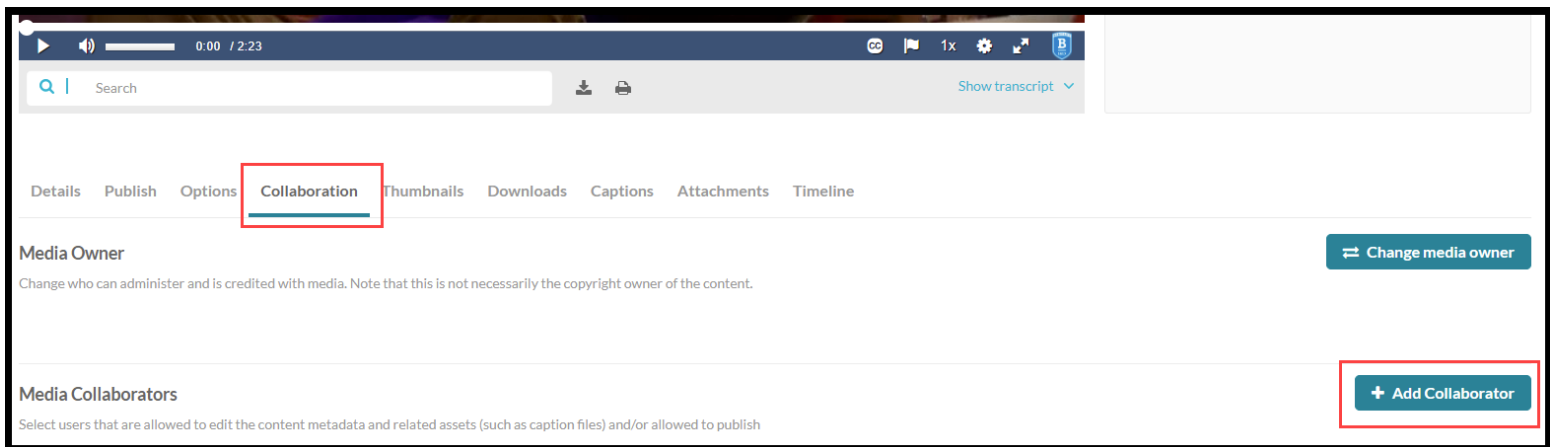 0:00 / 2:23 CC 1x B
Search Show transcript
Details Publish Options Collaboration Thumbnails Downloads Captions Attachments Timeline
Media Owner Change media owner
Change who can administer and is credited with media. Note that this is not necessarily the copyright owner of the content.
Media Collaborators + Add Collaborator
Select users that are allowed to edit the content metadata and related assets (such as caption files) and/or allowed to publish